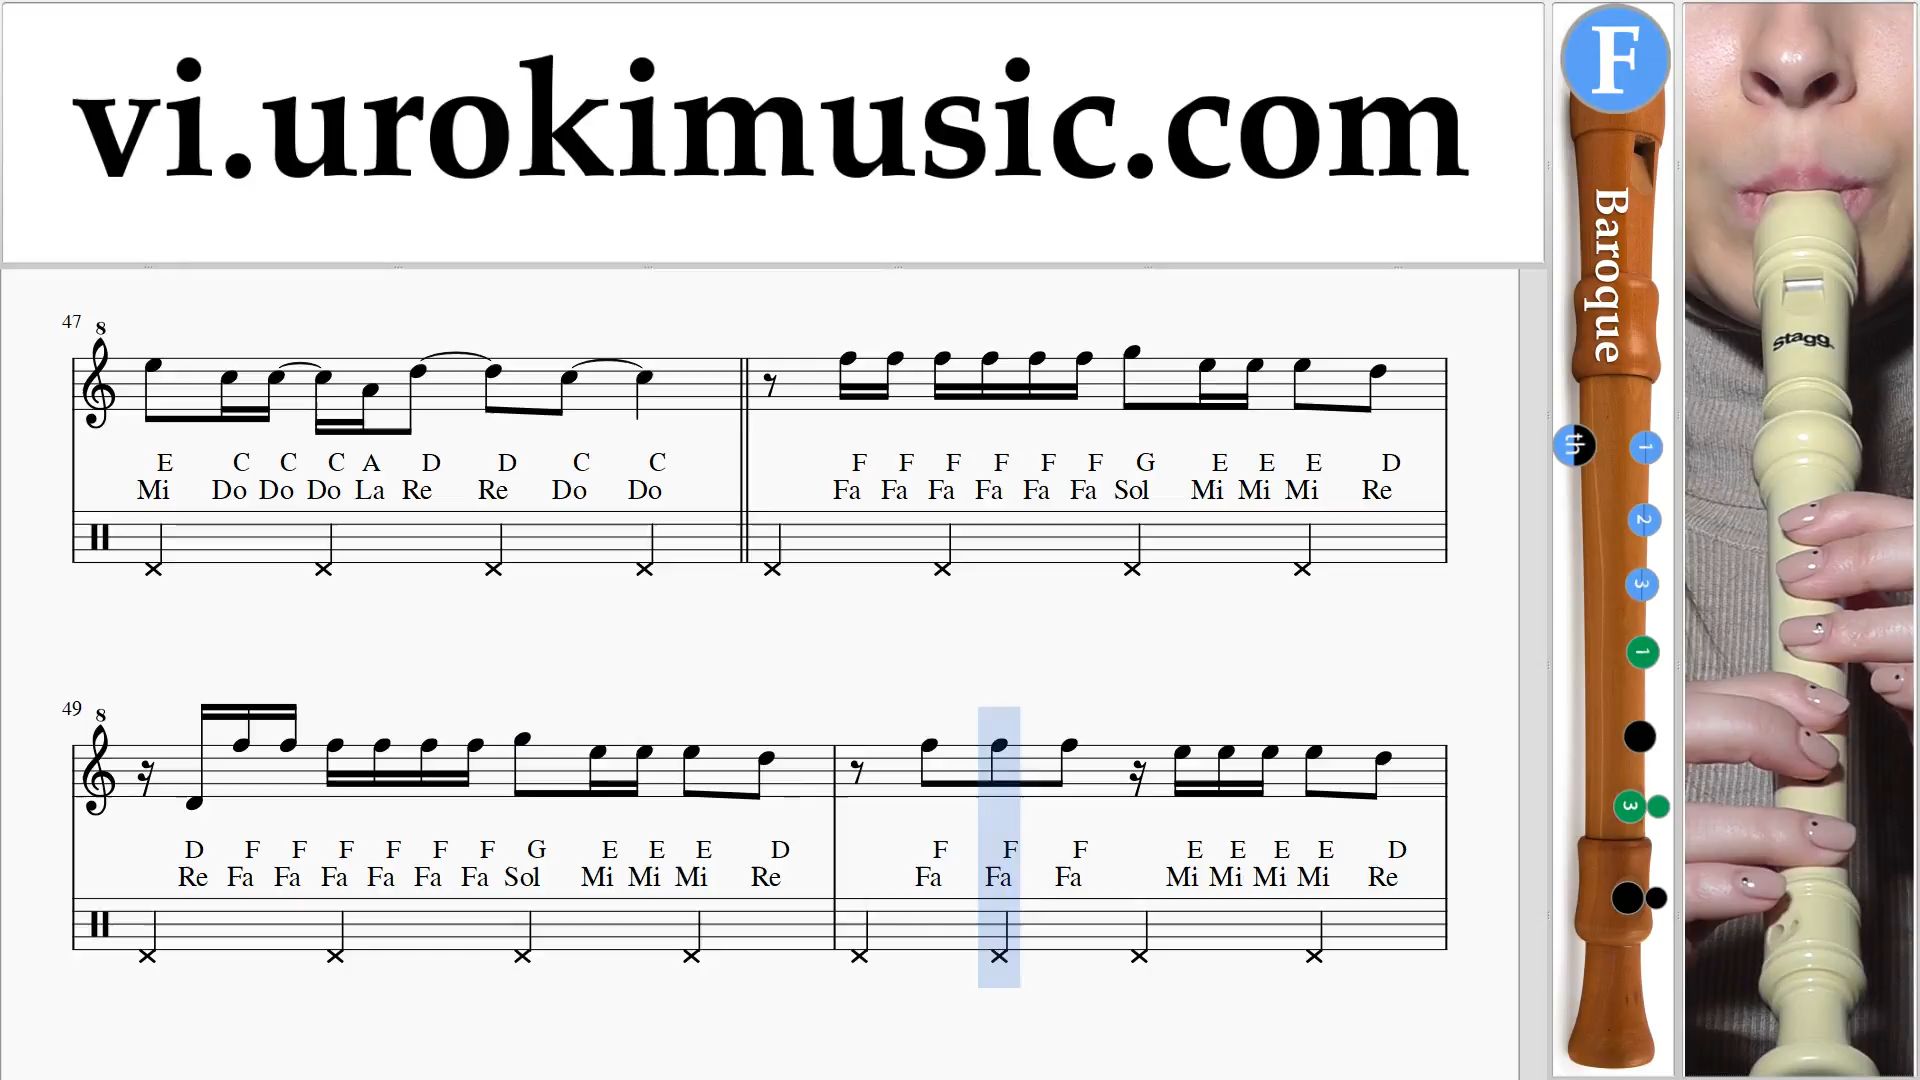 vi.urokimusic.com
F
Baroque
Stagg
th
1
2
3
1
3
47
8
E C C C A D D C C F F F F F F G E E E D
Mi Do Do Do La Re Re Do Do Fa Fa Fa Fa Fa Fa Sol Mi Mi Mi Re
49
8
D F F F F F F G E E E D F F F E E E E D
Re Fa Fa Fa Fa Fa Fa Sol Mi Mi Mi Re Fa Fa Fa Mi Mi Mi Mi Re